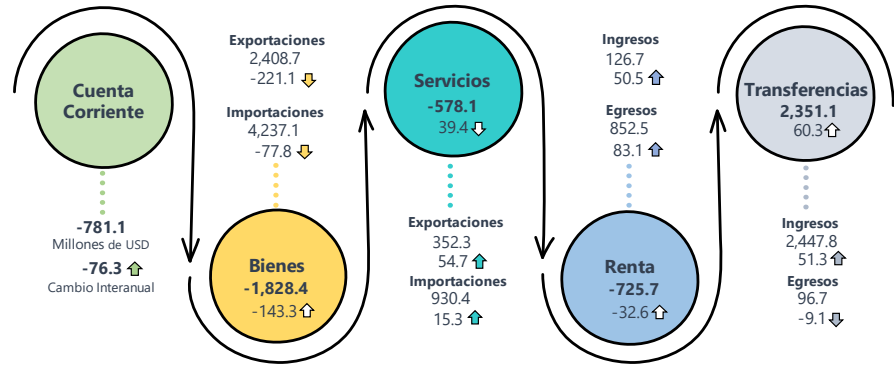 Cuenta
Corriente
-781.1
Millones de USD
-76.3
Cambio Interanual
Exportaciones
2,408.7
-221.1
Importaciones
4,237.1
-77.8
Bienes
-1,828.4
-143.3
Servicios
-578.1
39.4
Exportaciones
352.3
54.7
Importaciones
930.4
15.3
Ingresos
126.7
50.5
Egresos
852.5
83.1
Renta
-725.7
-32.6
Transferencias
2,351.1
60.3
Ingresos
2,447.8
51.3
Egresos
96.7
-9.1